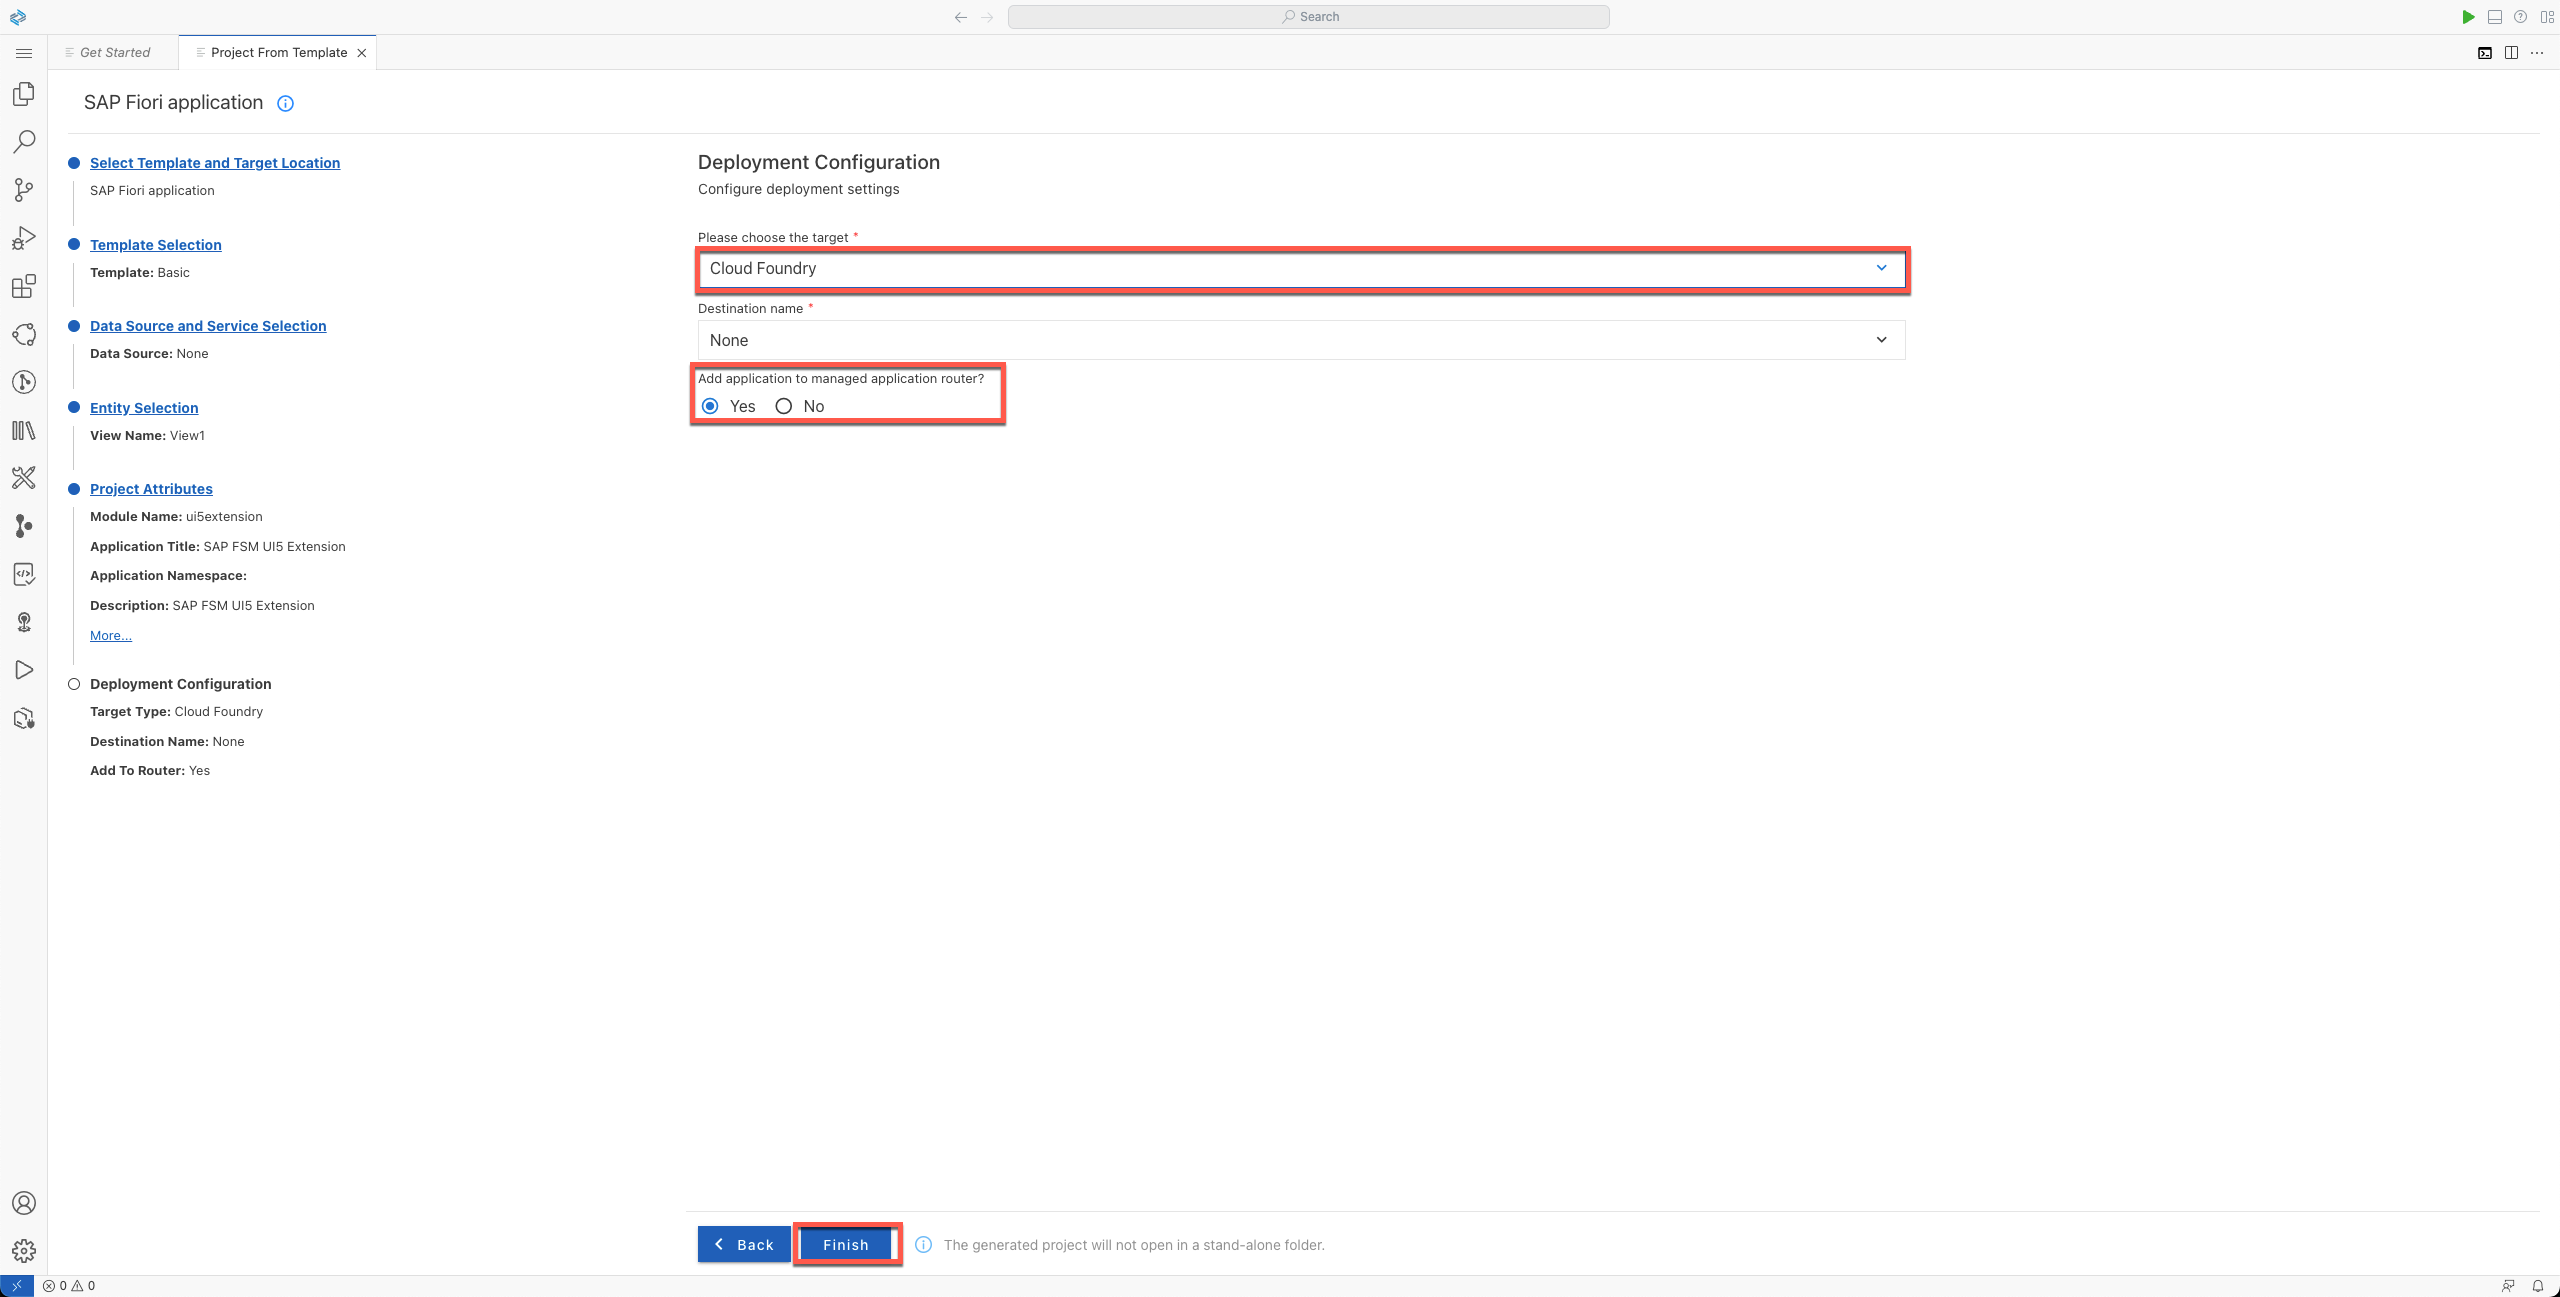 Search
Get Started
Project From Template
SAP Fiori application
Select Template and Target Location
SAP Fiori application
Template Selection
Template: Basic
Data Source and Service Selection
Data Source: None
Entity Selection
View Name: View1
Project Attributes
Module Name: ui5extension
Application Title: SAP FSM UI5 Extension
Application Namespace:
Description: SAP FSM UI5 Extension
More...
Deployment Configuration
Target Type: Cloud Foundry
Destination Name: None
Add To Router: Yes
Deployment Configuration
Configure deployment settings
Please choose the target *
Cloud Foundry
Destination name *
None
Add application to managed application router?
Yes No
Back Finish The generated project will not open in a stand-alone folder.
0 0